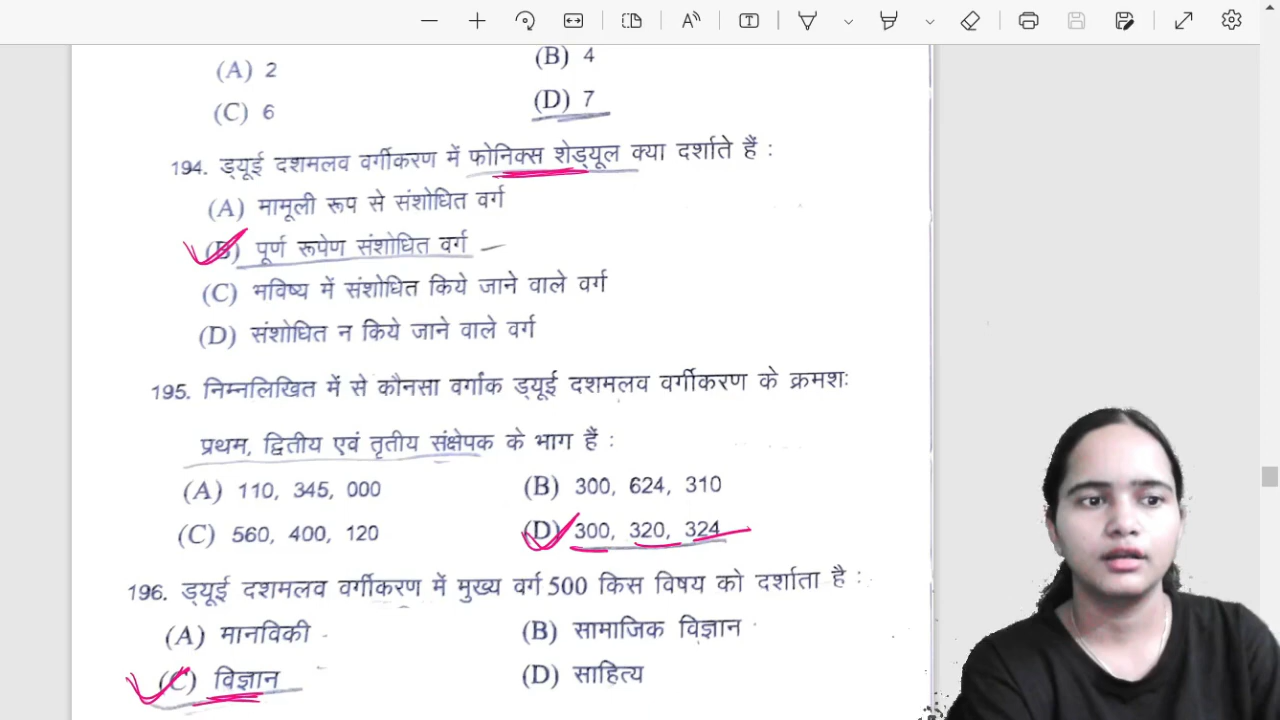 (A) 2
(B) 4
(C) 6
(D) 7
194. ड्यूई दशमलव वर्गीकरण में फोनिक्स शेड्यूल क्या दर्शाते हैं :
(A) मामूली रूप से संशोधित वर्ग
(B) पूर्ण रूपेण संशोधित वर्ग
(C) भविष्य में संशोधित किये जाने वाले वर्ग
(D) संशोधित न किये जाने वाले वर्ग
195. निम्नलिखित में से कौनसा वर्गांक ड्यूई दशमलव वर्गीकरण के क्रमशः
प्रथम, द्वितीय एवं तृतीय संक्षेपक के भाग हैं :
(A) 110, 345, 000
(B) 300, 624, 310
(C) 560, 400, 120
(D) 300, 320, 324
196. ड्यूई दशमलव वर्गीकरण में मुख्य वर्ग 500 किस विषय को दर्शाता है :
(A) मानविकी
(B) सामाजिक विज्ञान
(C) विज्ञान
(D) साहित्य